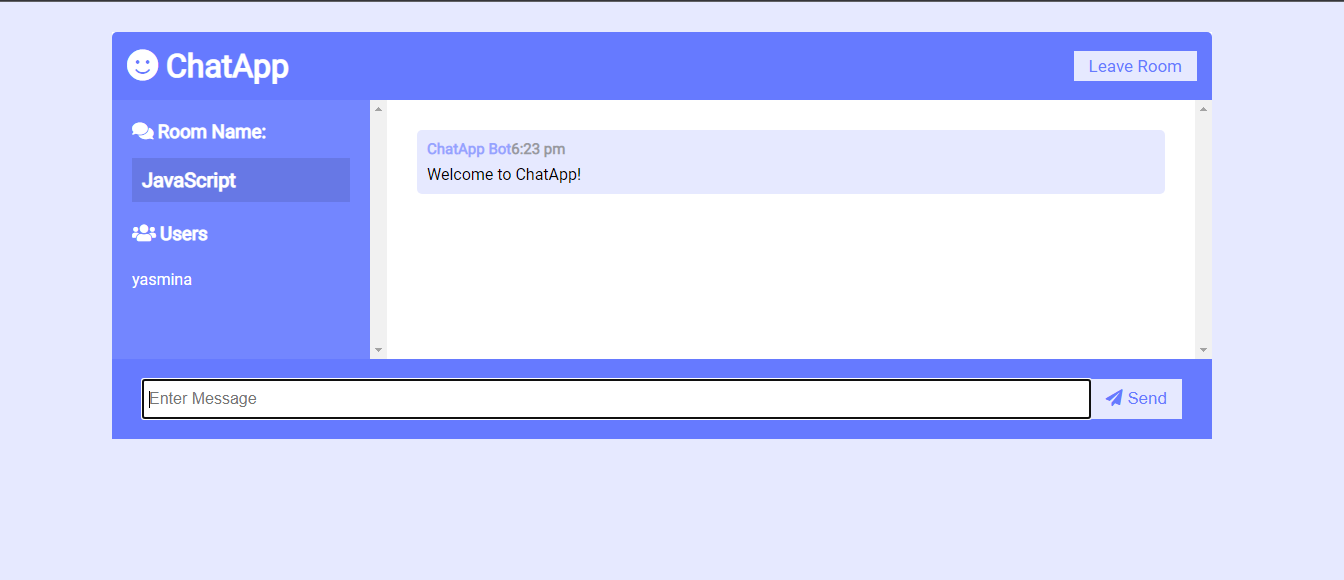 ChatApp
Leave Room
Room Name:
JavaScript
Users
yasmina
ChatApp Bot6:23 pm
Welcome to ChatApp!
Enter Message
Send